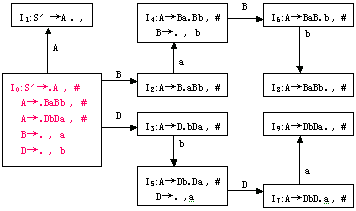 I₁:S′→A . ,
I₄:A→Ba.Bb, #
B→. , b
B
I₆:A→BaB.b, #
A
a
b
I₀:S′→.A , #
A→.BaBb , #
A→.DbDa , #
B→. , a
D→. , b
B
I₂:A→B.aBb, #
I₈:A→BaBb. , #
D
I₃:A→D.bDa, #
I₉:A→DbDa. , #
b
a
I₅:A→Db.Da, #
D→. ,a
D
I₇:A→DbD.a, #